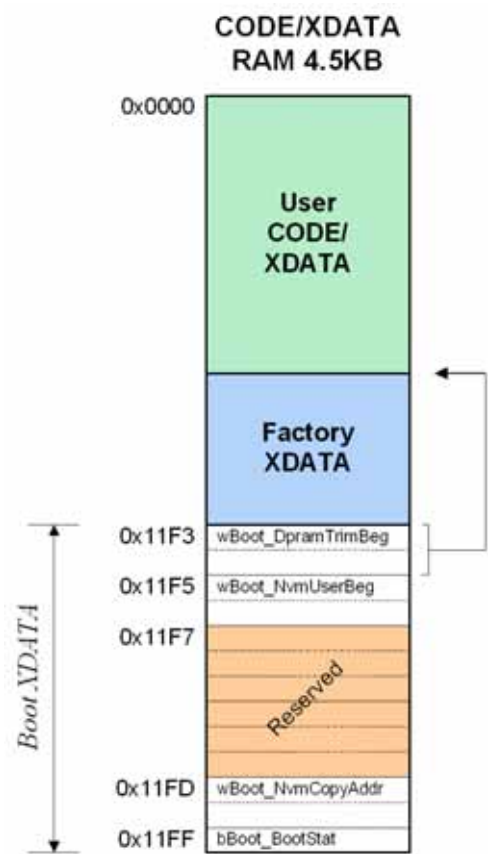 CODE/XDATA
RAM 4.5KB
0x0000
User
CODE/
XDATA
Factory
XDATA
0x11F3 wBoot_DpramTrimBeg
0x11F5 wBoot_NvmUserBeg
0x11F7
Reserved
0x11FD wBoot_NvmCopyAddr
0x11FF bBoot_BootStat
Boot XDATA